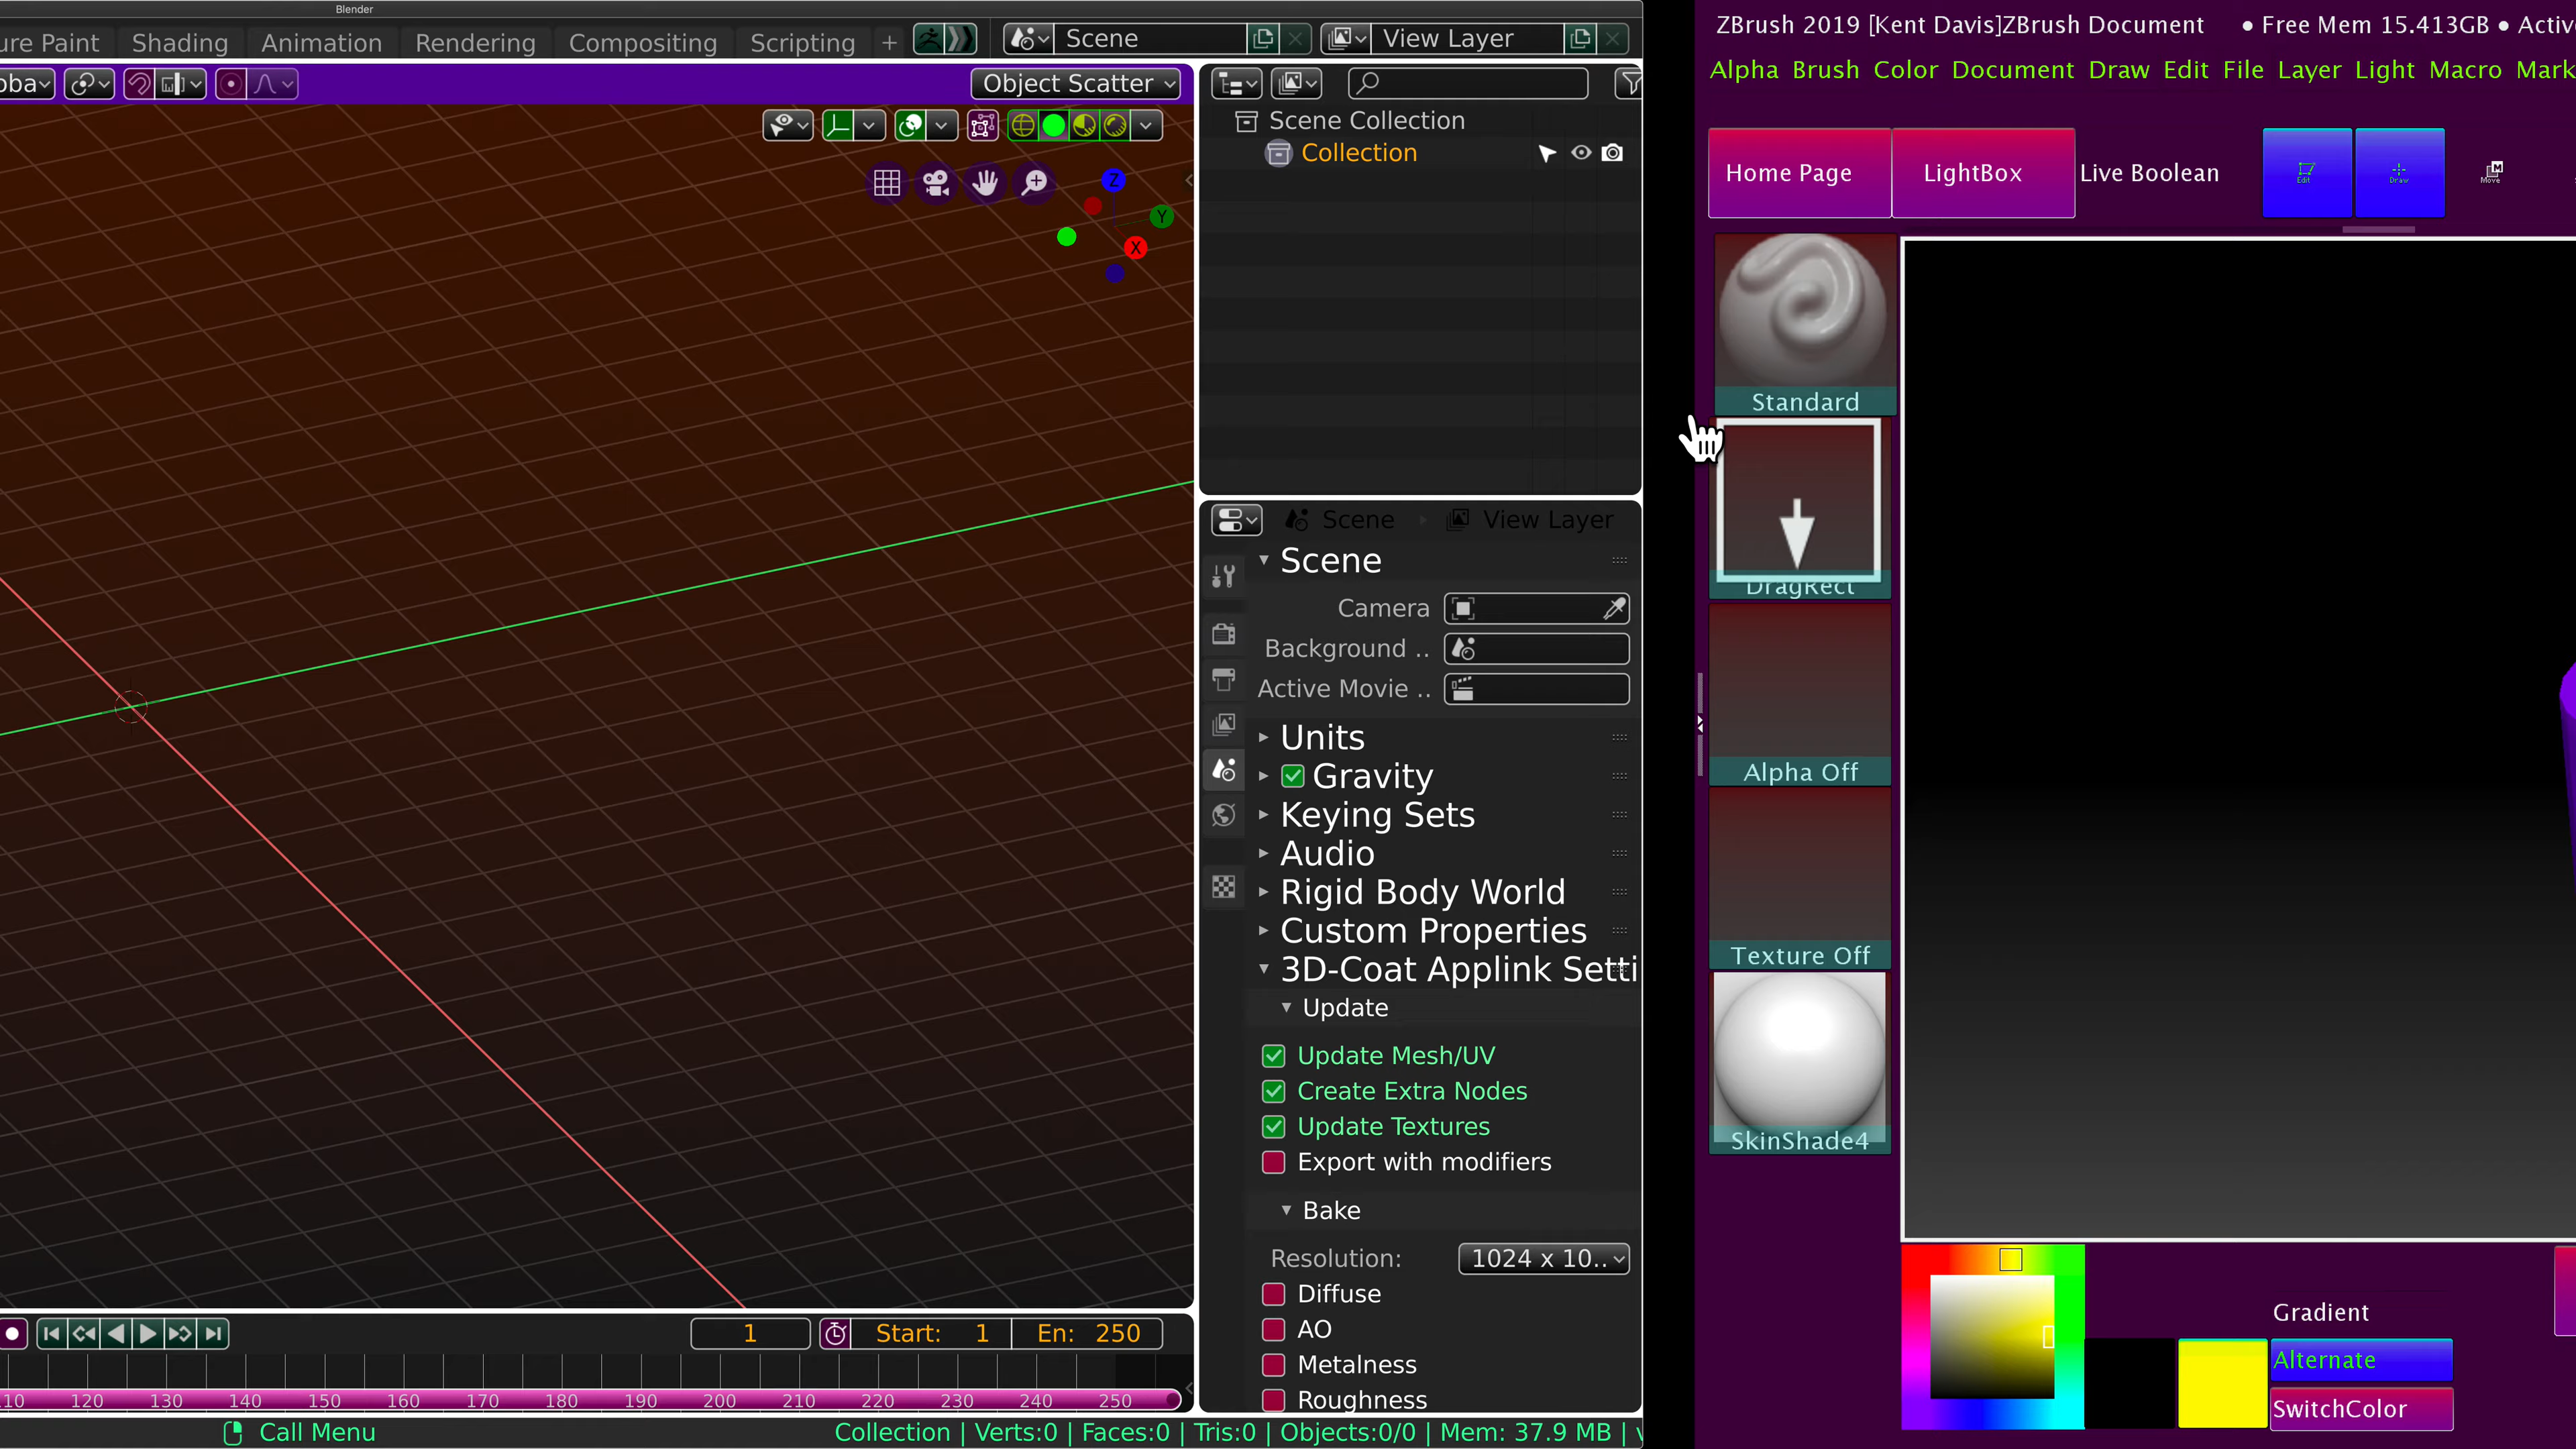 Blender
ure Paint Shading Animation Rendering Compositing Scripting + Scene View Layer
oba Object Scatter
Scene Collection
Collection
Z
Y
X
Scene View Layer
Scene
Camera
Background ..
Active Movie ..
Units
Gravity
Keying Sets
Audio
Rigid Body World
Custom Properties
3D-Coat Applink Setti
Update
Update Mesh/UV
Create Extra Nodes
Update Textures
Export with modifiers
Bake
Resolution: 1024 x 10..
Diffuse
AO
Metalness
Roughness
1 Start: 1 En: 250
110 120 130 140 150 160 170 180 190 200 210 220 230 240 250
Call Menu Collection | Verts:0 | Faces:0 | Tris:0 | Objects:0/0 | Mem: 37.9 MB | v
ZBrush 2019 [Kent Davis]ZBrush Document • Free Mem 15.413GB • Activ
Alpha Brush Color Document Draw Edit File Layer Light Macro Mark
Home Page LightBox Live Boolean Edit Draw Move
Standard
DragRect
Alpha Off
Texture Off
SkinShade4
Gradient
Alternate
SwitchColor